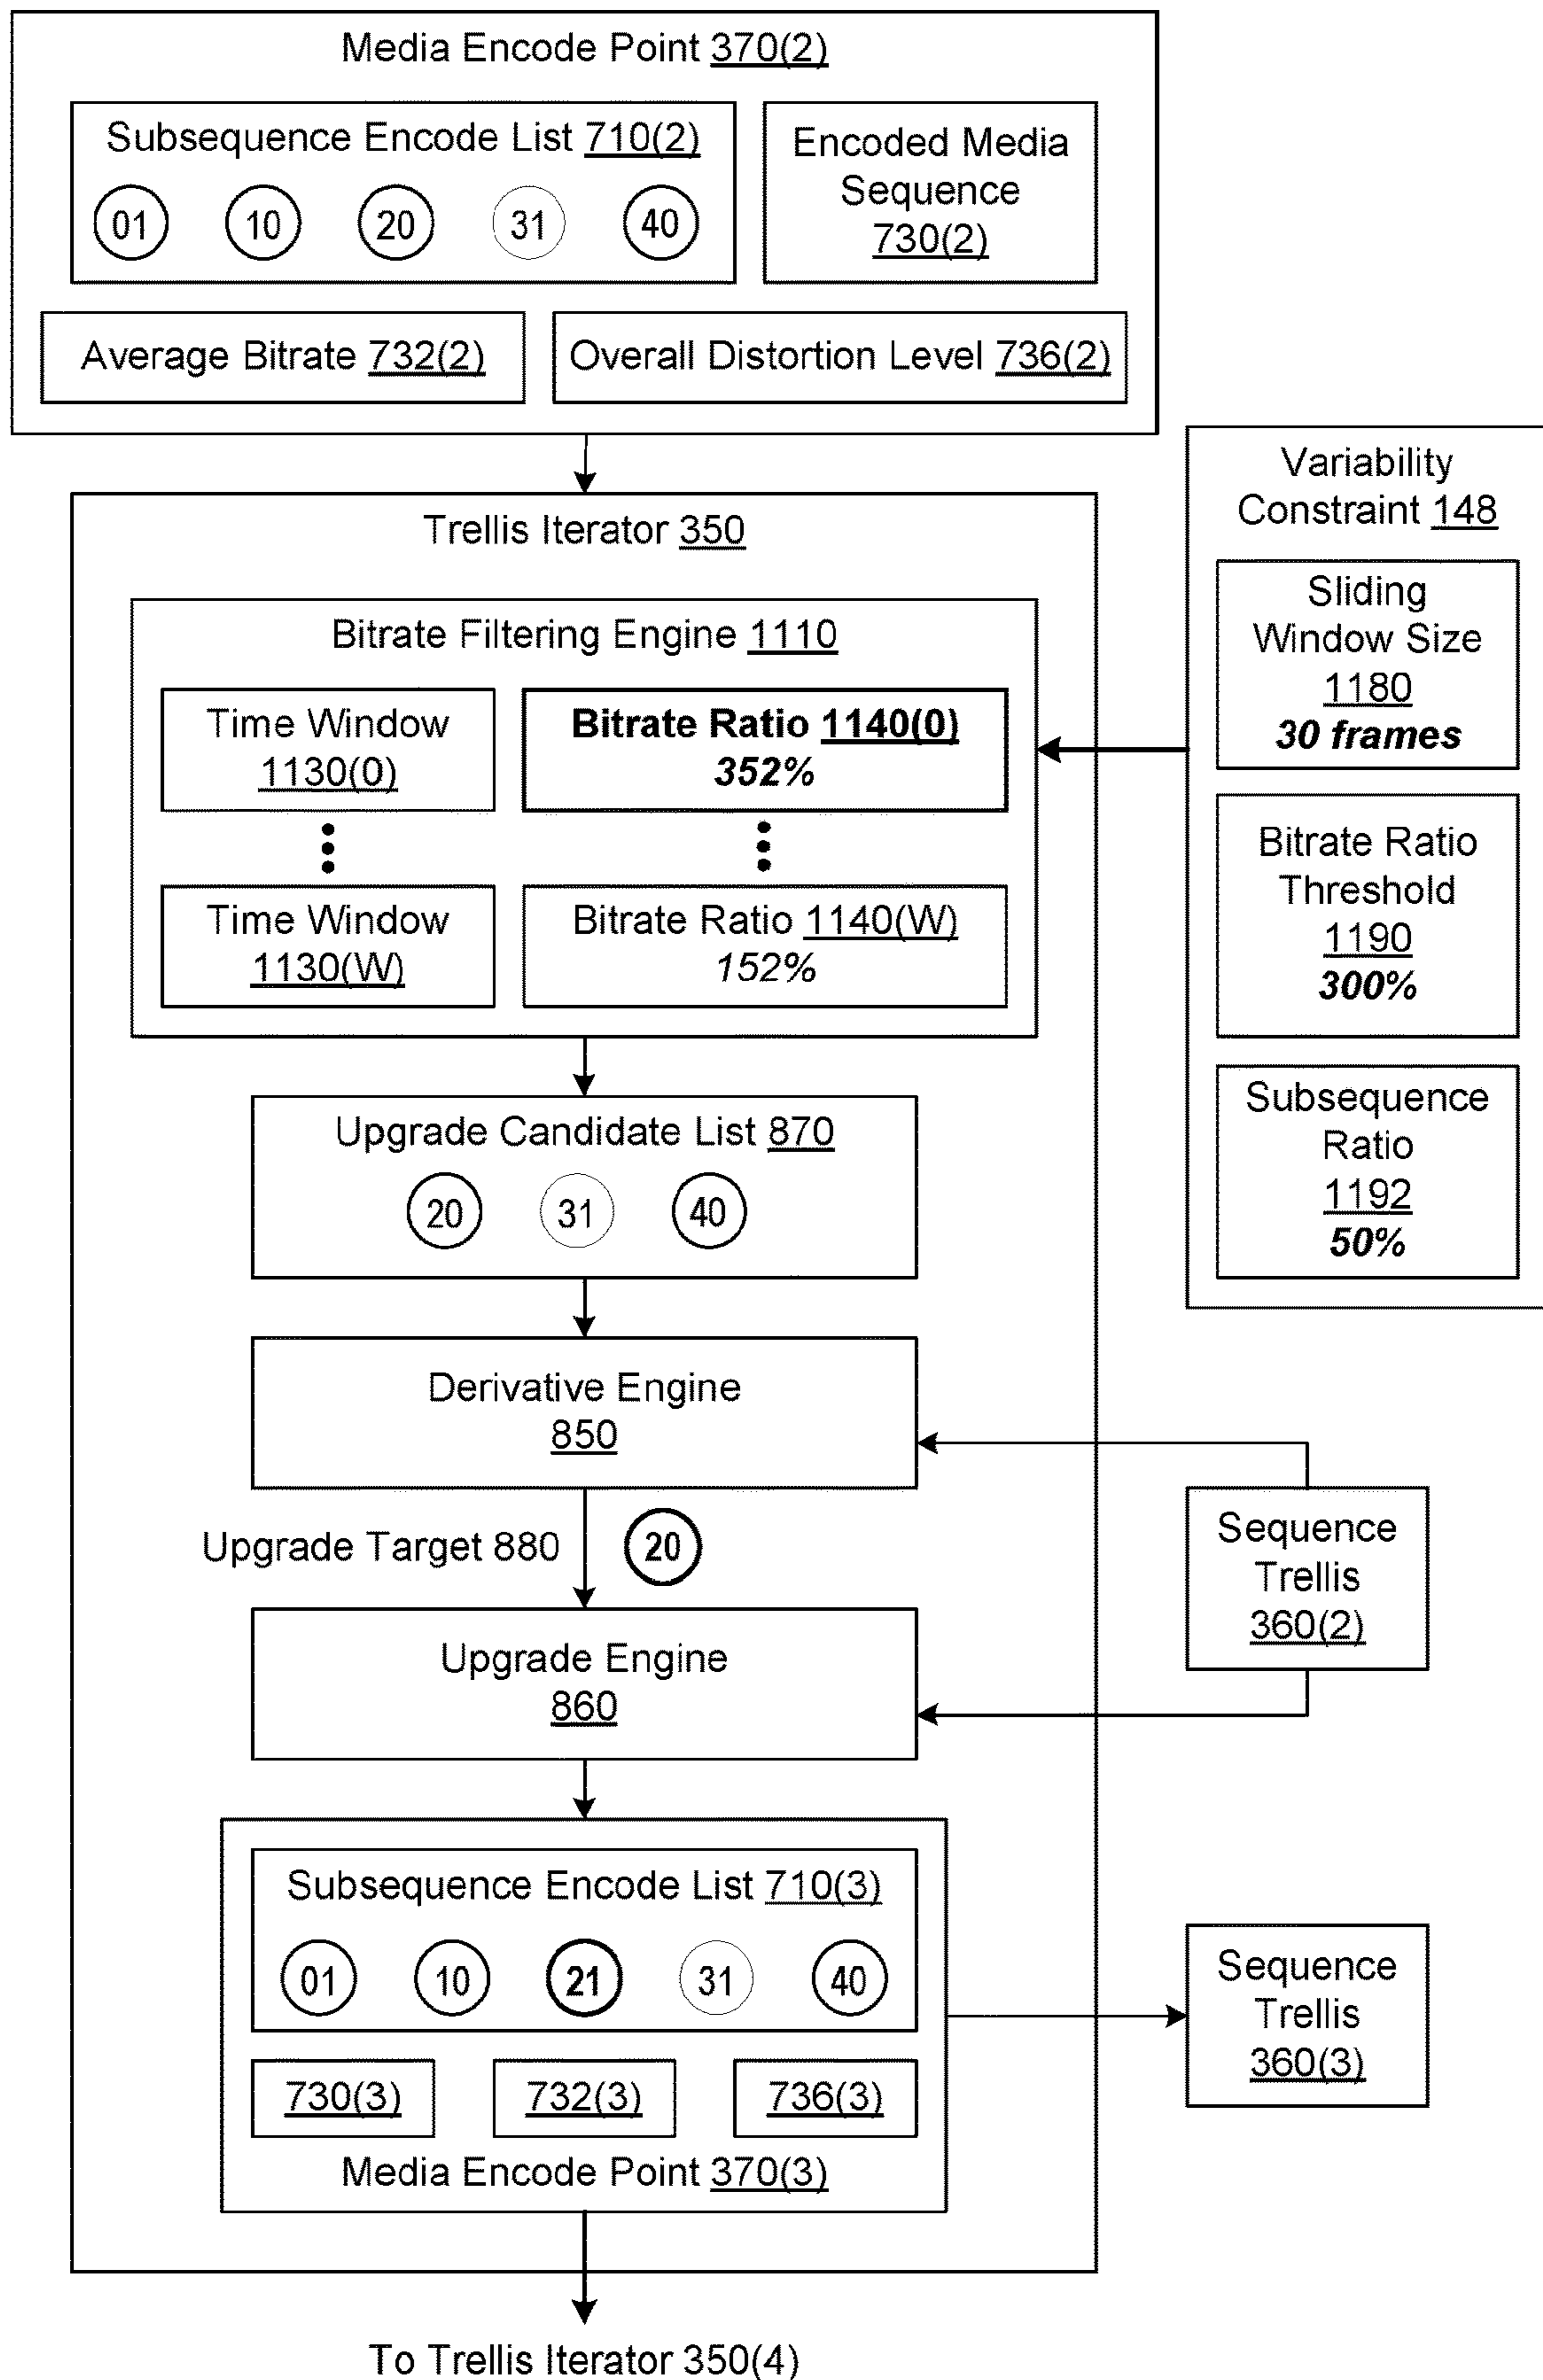 Media Encode Point 370(2)
Subsequence Encode List 710(2)
01 10 20 31 40
Encoded Media
Sequence
730(2)
Average Bitrate 732(2)
Overall Distortion Level 736(2)
Variability
Constraint 148
Sliding
Window Size
1180
30 frames
Bitrate Ratio
Threshold
1190
300%
Subsequence
Ratio
1192
50%
Trellis Iterator 350
Bitrate Filtering Engine 1110
Time Window
1130(0)
Bitrate Ratio 1140(0)
352%
Time Window
1130(W)
Bitrate Ratio 1140(W)
152%
Upgrade Candidate List 870
20 31 40
Derivative Engine
850
Upgrade Target 880
20
Sequence
Trellis
360(2)
Upgrade Engine
860
Subsequence Encode List 710(3)
01 10 21 31 40
730(3) 732(3) 736(3)
Media Encode Point 370(3)
Sequence
Trellis
360(3)
To Trellis Iterator 350(4)